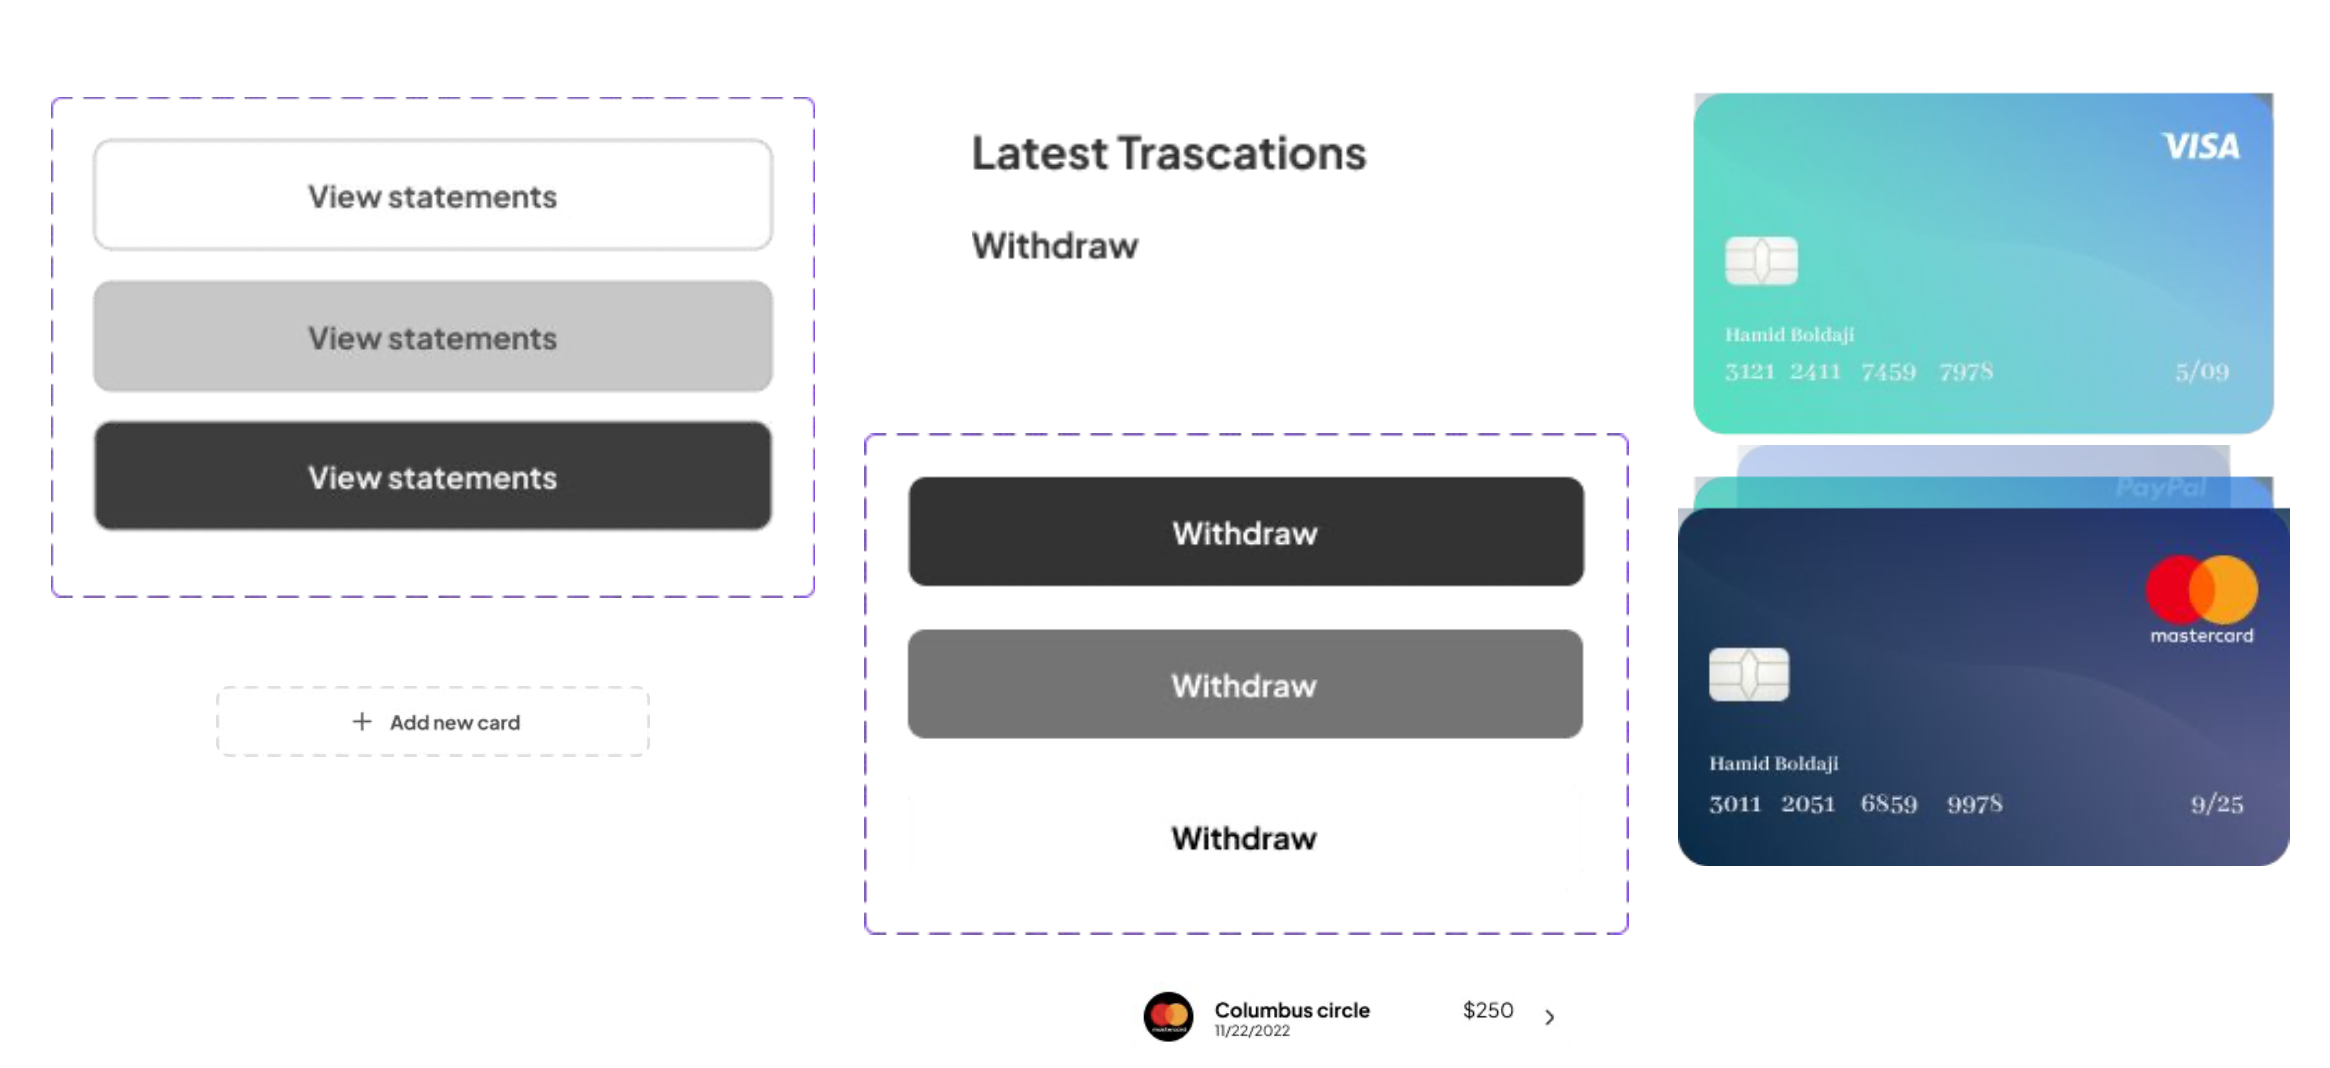 View statements
View statements
View statements
+ Add new card
Latest Trascations
Withdraw
Withdraw
Withdraw
Withdraw
Columbus circle
11/22/2022
$250
VISA
Hamid Boldaji
3121 2411 7459 7978 5/09
PayPal
mastercard
Hamid Boldaji
3011 2051 6859 9978 9/25